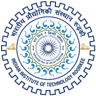 भारतीय प्रौद्योगिकी संस्थान रुड़की
INDIAN INSTITUTE OF TECHNOLOGY ROORKEE